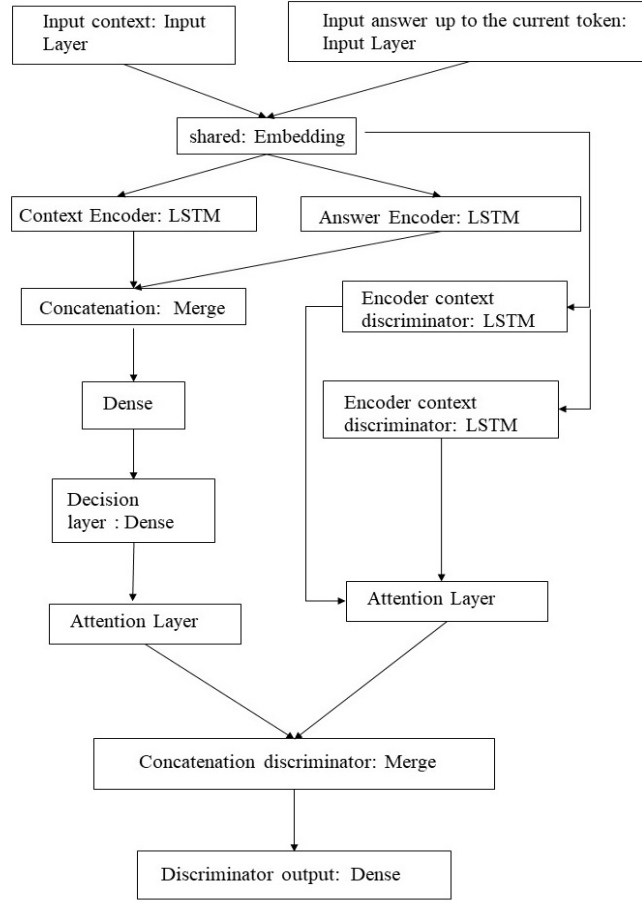 Input context: Input
Layer
Input answer up to the current token:
Input Layer
shared: Embedding
Context Encoder: LSTM
Answer Encoder: LSTM
Concatenation: Merge
Encoder context
discriminator: LSTM
Dense
Encoder context
discriminator: LSTM
Decision
layer : Dense
Attention Layer
Attention Layer
Concatenation discriminator: Merge
Discriminator output: Dense